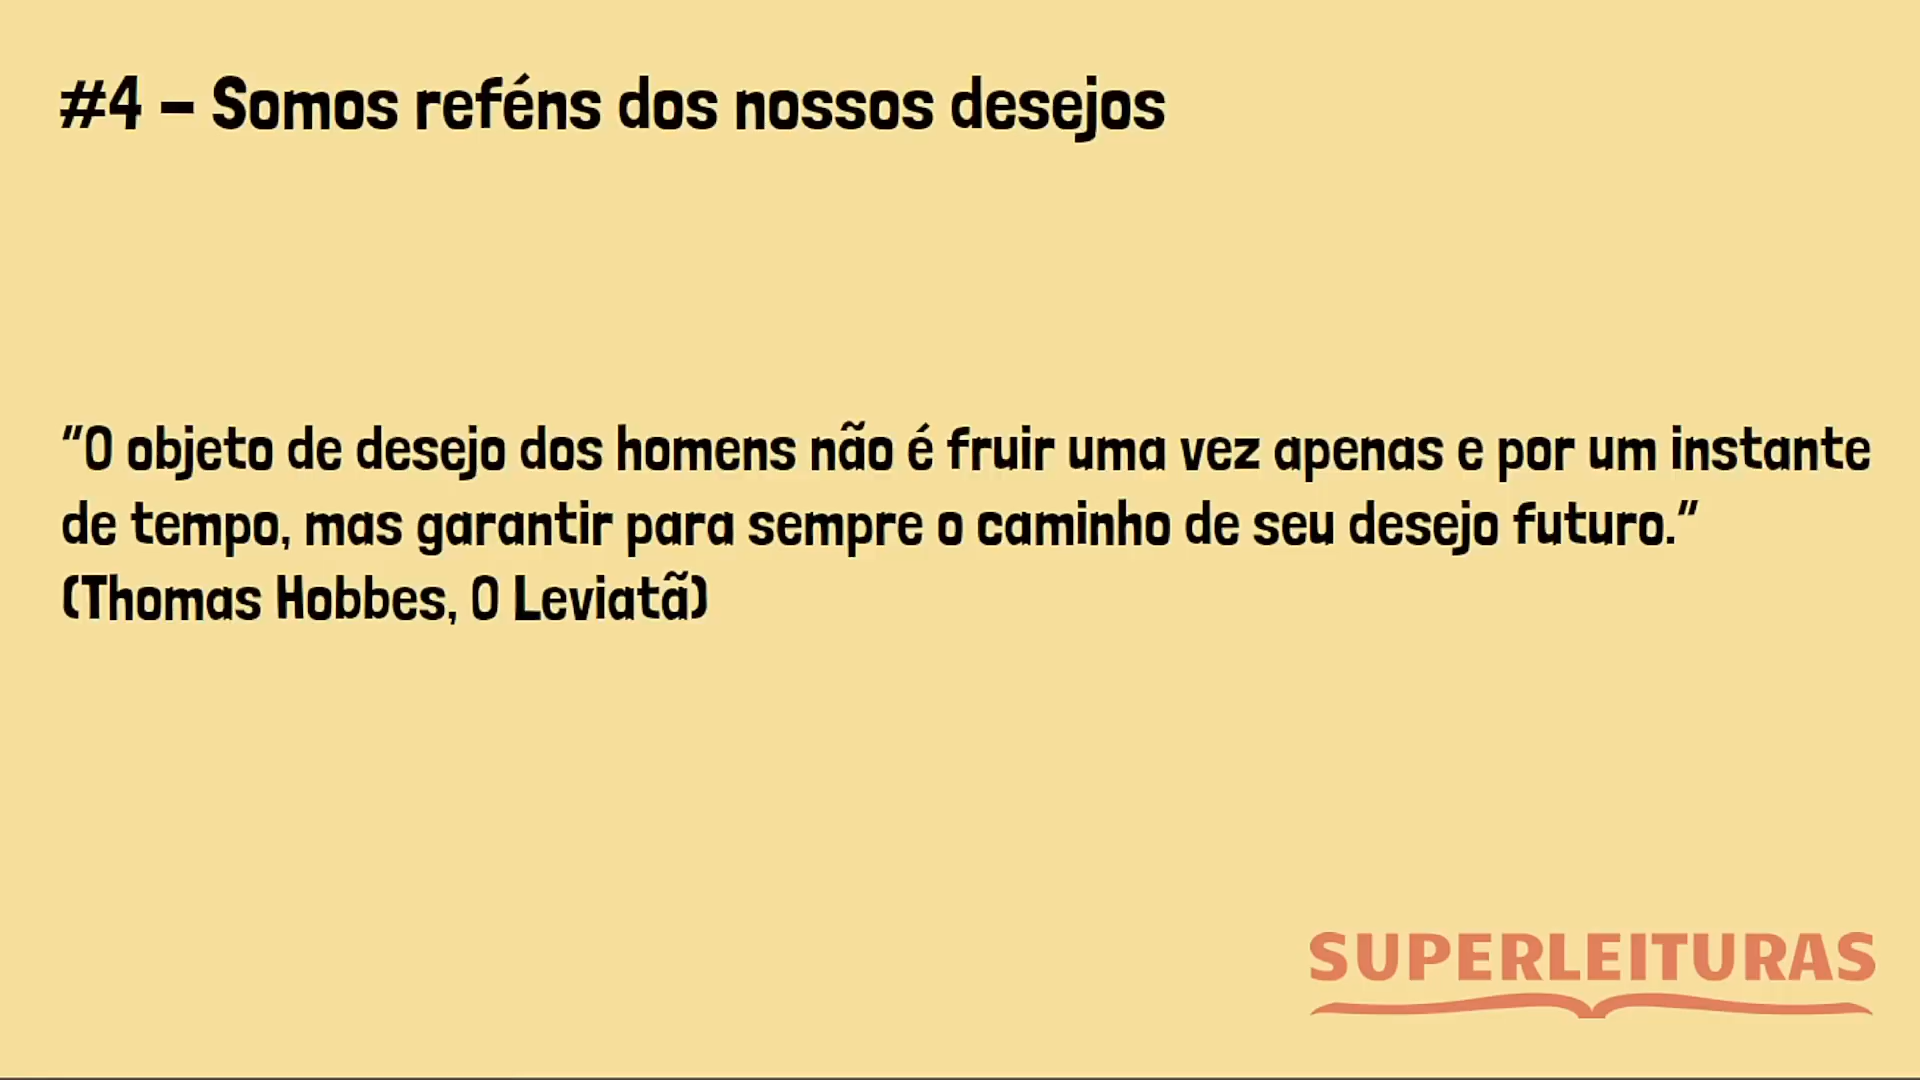 #4 – Somos reféns dos nossos desejos
“O objeto de desejo dos homens não é fruir uma vez apenas e por um instante
de tempo, mas garantir para sempre o caminho de seu desejo futuro.”
(Thomas Hobbes, O Leviatã)
SUPERLEITURAS